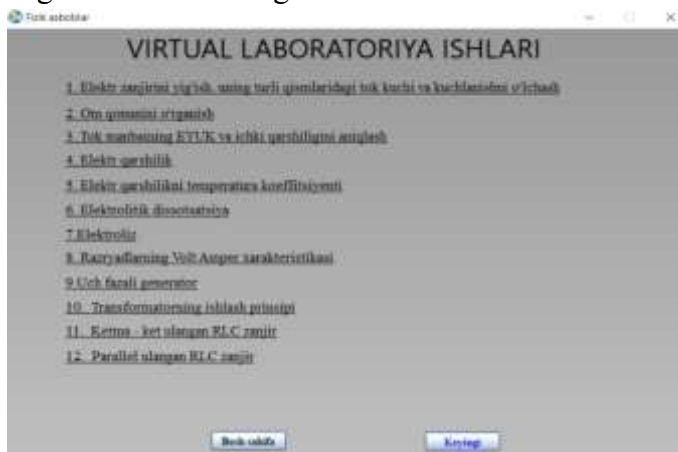 Fizik asboblar
VIRTUAL LABORATORIYA ISHLARI
1. Elektr zanjirini yig'ish, uning turli qismlaridagi tok kuchi va kuchlanishni o'lchash
2. Om qonunini o'rganish
3. Tok manbaining EYUK va ichki qarshiligini aniqlash
4. Elektr qarshilik
5. Elektr qarshilikni temperatura koeffitsiyenti
6. Elektrolitik dissotsatsiya
7.Elektroliz
8. Razryadlarning Volt Amper xarakteristikasi
9.Uch fazali generator
10. Transformatorning ishlash prinsipi
11. Ketma - ket ulangan RLC zanjir
12. Parallel ulangan RLC zanjir
Bosh sahifa
Keyingi